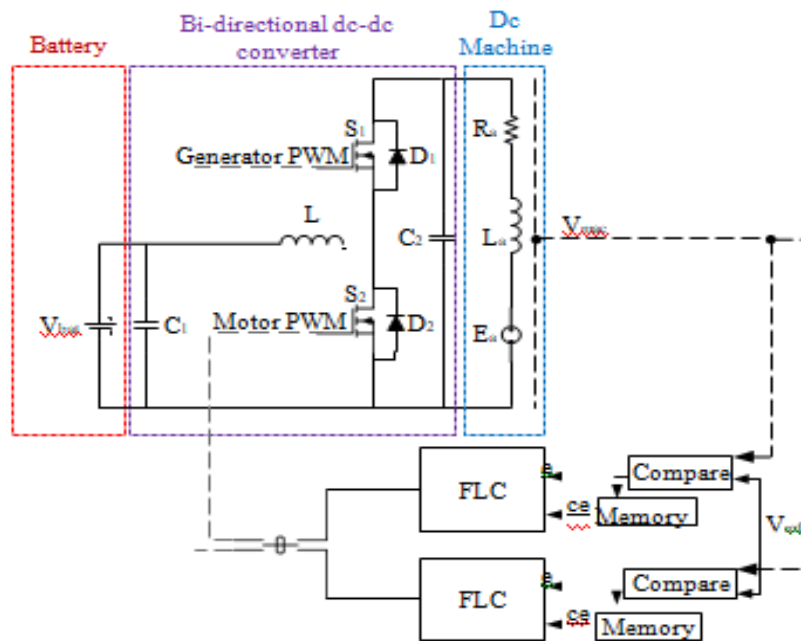 Battery
Bi-directional dc-dc
converter
Dc
Machine
S1
Generator PWM
D1
Ra
L
C2
La
Vmac
S2
Vbat
C1
Motor PWM
D2
Ea
FLC
e
Compare
ce
Memory
FLC
e
Compare
ce
Memory